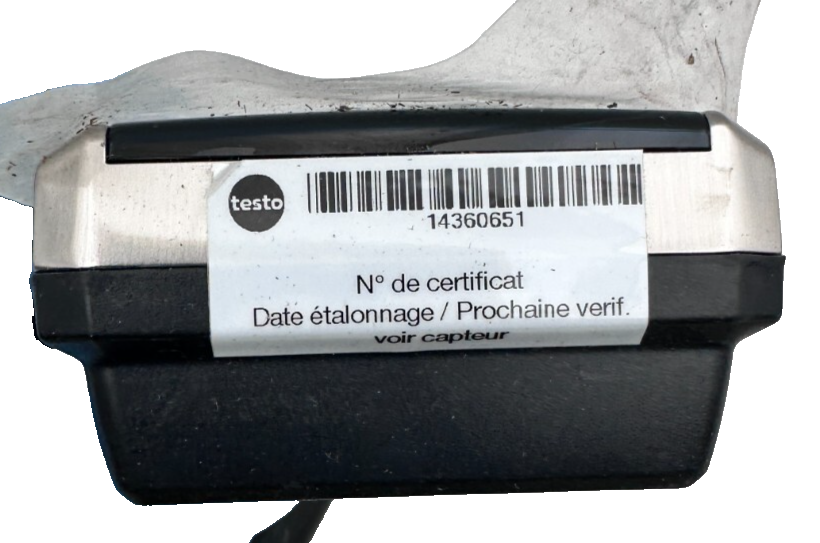 testo
14360651
N° de certificat
Date étalonnage / Prochaine verif.
voir capteur